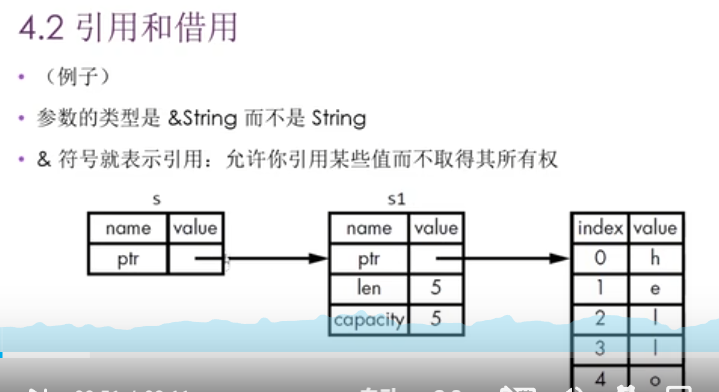 4.2 引用和借用
• （例子）
• 参数的类型是 &String 而不是 String
• & 符号就表示引用：允许你引用某些值而不取得其所有权
s
name value
ptr
s1
name value
ptr
len 5
capacity 5
index value
0 h
1 e
2 l
3 l
4 o